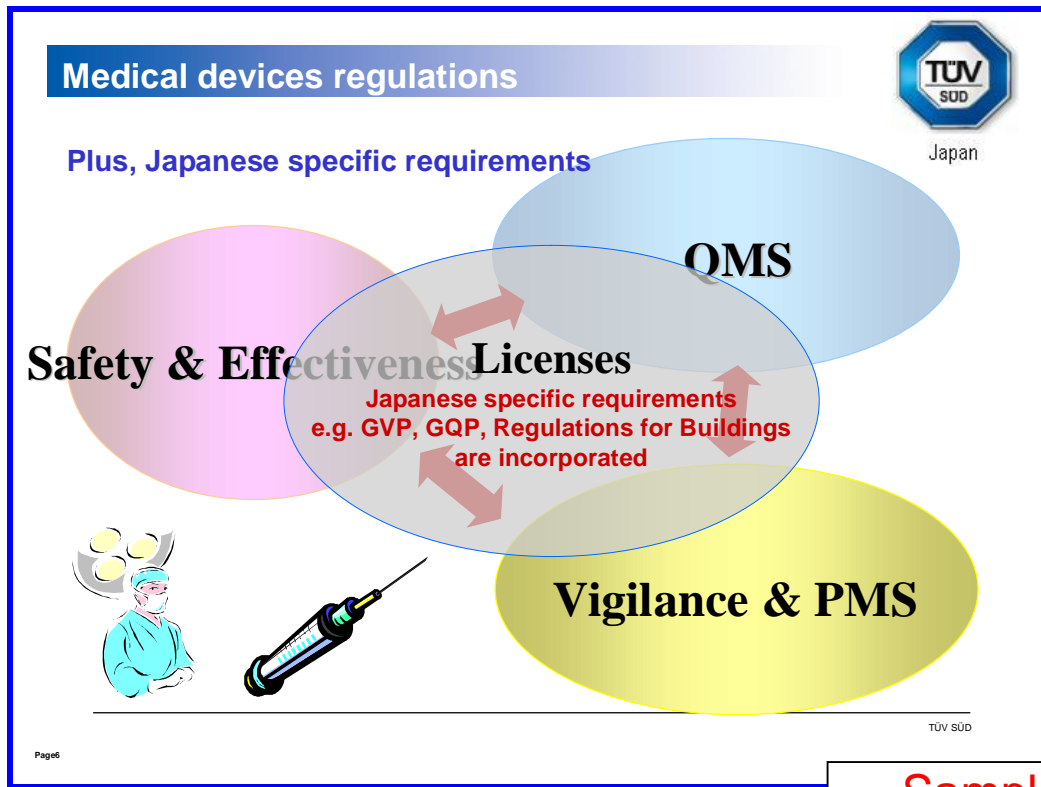 Medical devices regulations
TÜV
SÜD
Japan
Plus, Japanese specific requirements
QMS
Safety & Effectiveness
Licenses
Japanese specific requirements
e.g. GVP, GQP, Regulations for Buildings
are incorporated
Vigilance & PMS
TÜV SÜD
Page6